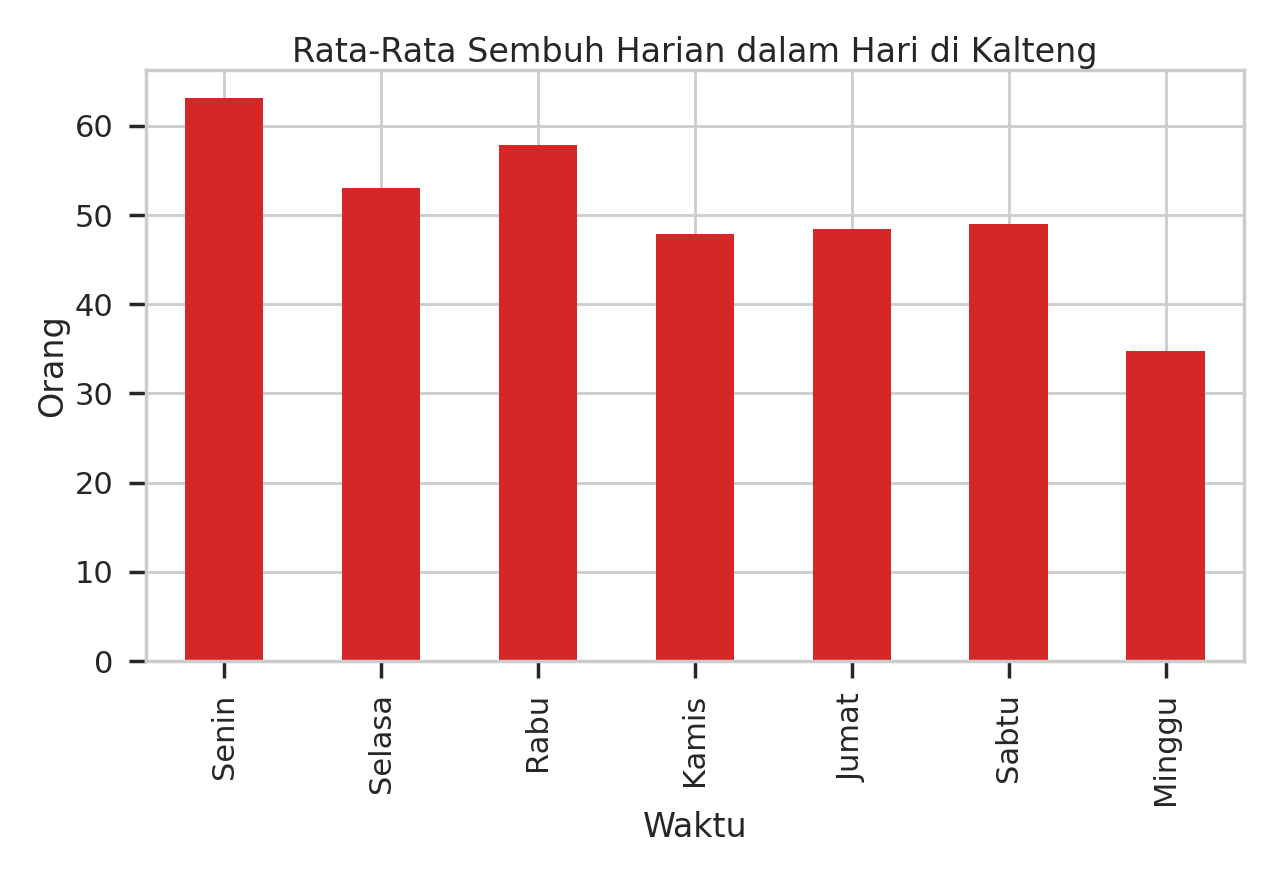 Rata-Rata Sembuh Harian dalam Hari di Kalteng
Orang
60
50
40
30
20
10
0
Senin
Selasa
Rabu
Kamis
Jumat
Sabtu
Minggu
Waktu